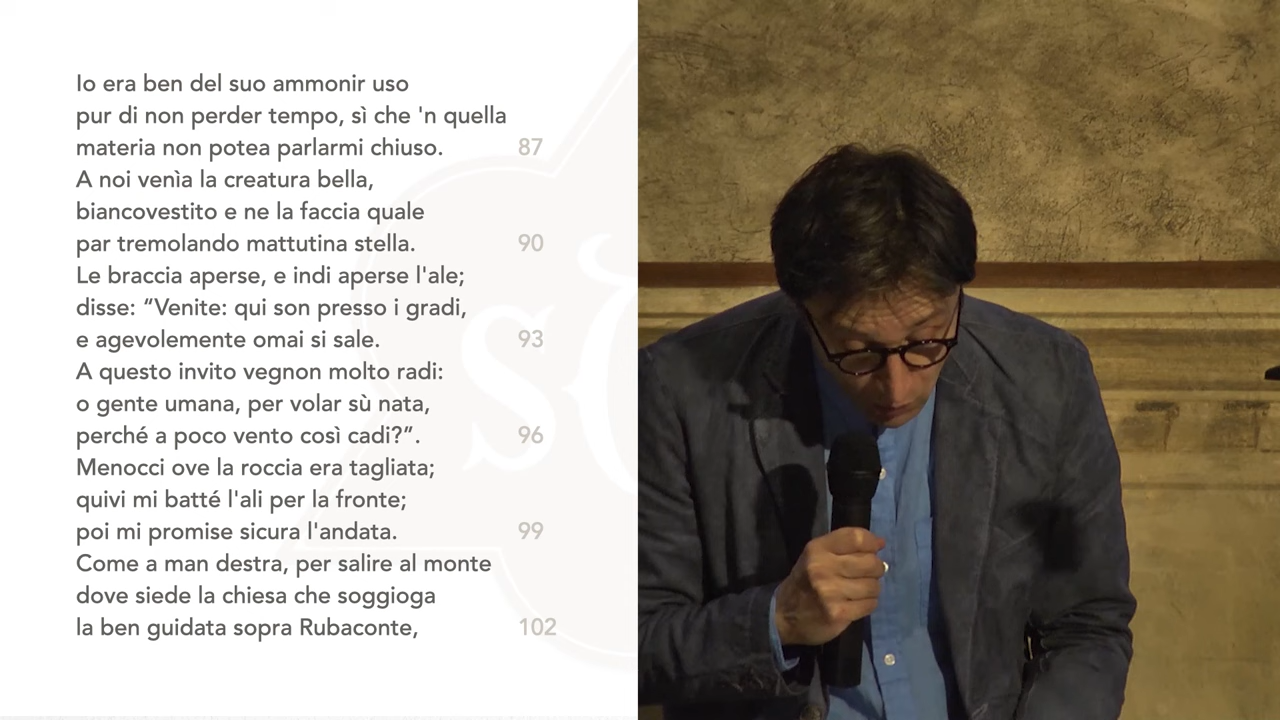 Io era ben del suo ammonir uso
pur di non perder tempo, sì che 'n quella
materia non potea parlarmi chiuso. 87
A noi venìa la creatura bella,
biancovestito e ne la faccia quale
par tremolando mattutina stella. 90
Le braccia aperse, e indi aperse l'ale;
disse: “Venite: qui son presso i gradi,
e agevolemente omai si sale. 93
A questo invito vegnon molto radi:
o gente umana, per volar sù nata,
perché a poco vento così cadi?”. 96
Menocci ove la roccia era tagliata;
quivi mi batté l'ali per la fronte;
poi mi promise sicura l'andata. 99
Come a man destra, per salire al monte
dove siede la chiesa che soggioga
la ben guidata sopra Rubaconte, 102